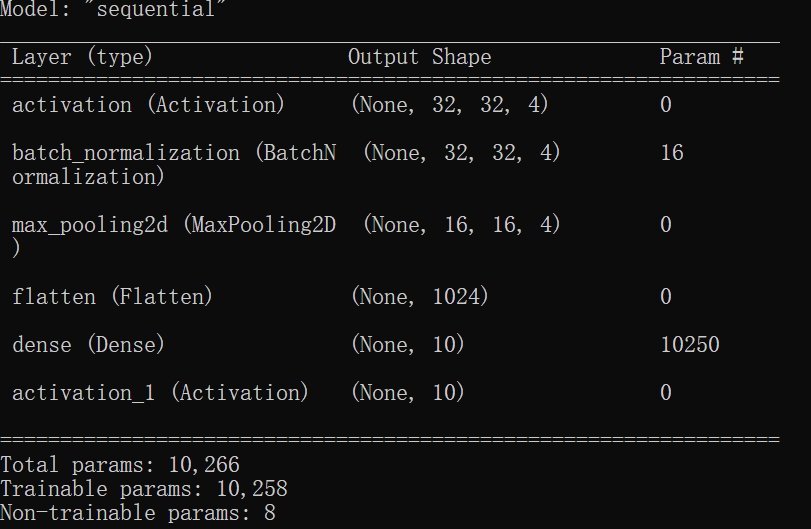 Model: "sequential"
Layer (type) Output Shape Param #
activation (Activation) (None, 32, 32, 4) 0
batch_normalization (BatchN (None, 32, 32, 4) 16
ormalization)
max_pooling2d (MaxPooling2D (None, 16, 16, 4) 0
)
flatten (Flatten) (None, 1024) 0
dense (Dense) (None, 10) 10250
activation_1 (Activation) (None, 10) 0
Total params: 10,266
Trainable params: 10,258
Non-trainable params: 8